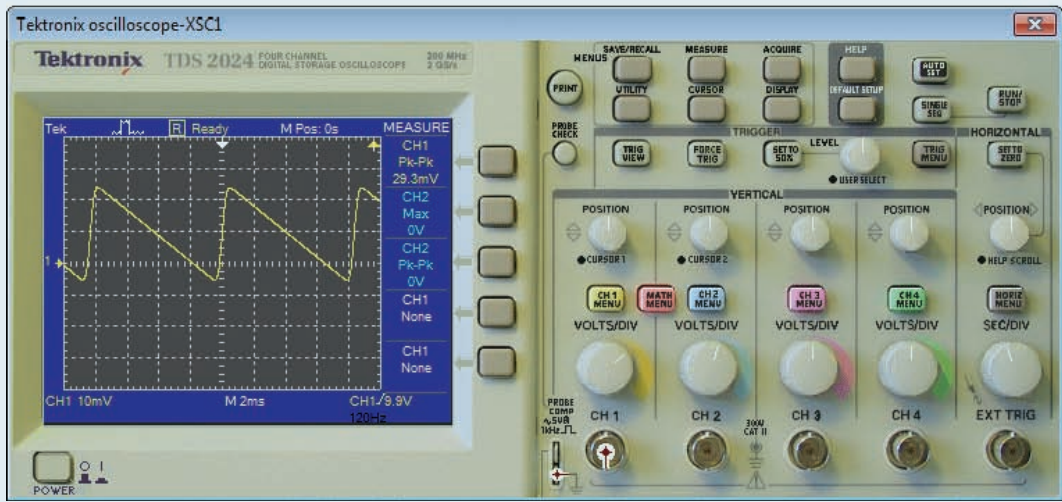 Tektronix oscilloscope-XSC1
Tektronix TDS 2024 FOUR CHANNEL DIGITAL STORAGE OSCILLOSCOPE 200 MHz 2 GS/s
Tek R Ready M Pos: 0s MEASURE
CH1
Pk-Pk
29.3mV
CH2
Max
0V
CH2
Pk-Pk
0V
CH1
None
CH1
None
1
CH1 10mV M 2ms CH1 9.9V
120Hz
POWER
MENUS
SAVE/RECALL MEASURE ACQUIRE HELP
PRINT
UTILITY CURSOR DISPLAY DEFAULT SETUP
AUTO SET
SINGLE SEQ
RUN/STOP
PROBE CHECK
TRIGGER
TRIG VIEW
FORCE TRIG
SET TO 50%
LEVEL
USER SELECT
TRIG MENU
HORIZONTAL
SET TO ZERO
VERTICAL
POSITION POSITION POSITION POSITION POSITION
CURSOR 1 CURSOR 2 HELP SCROLL
CH 1 MENU
MATH MENU
CH 2 MENU
CH 3 MENU
CH4 MENU
HORIZ MENU
VOLTS/DIV VOLTS/DIV VOLTS/DIV VOLTS/DIV SEC/DIV
PROBE COMP
1kHz
CH 1 CH 2 CH 3 CH 4 EXT TRIG
300V
CAT II